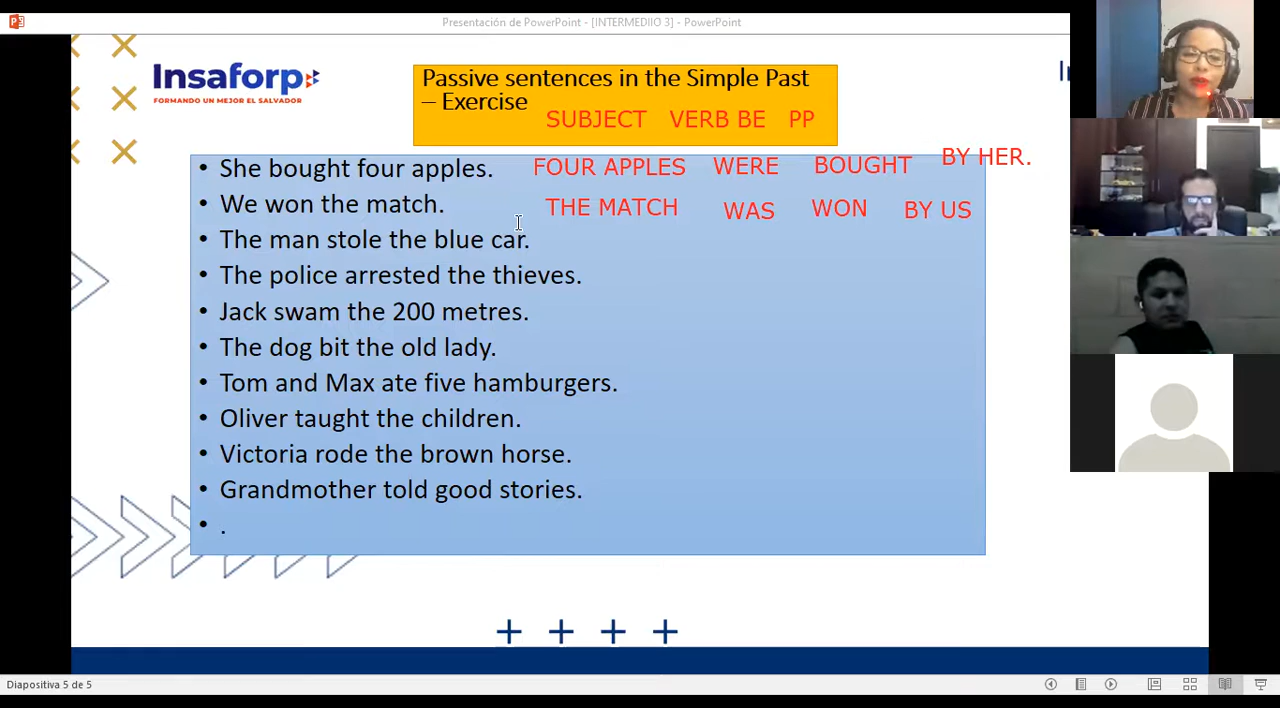 Presentación de PowerPoint - [INTERMEDIIO 3] - PowerPoint
Insaforp
FORMANDO UN MEJOR EL SALVADOR
Passive sentences in the Simple Past
– Exercise
SUBJECT VERB BE PP
• She bought four apples. FOUR APPLES WERE BOUGHT BY HER.
• We won the match. THE MATCH WAS WON BY US
• The man stole the blue car.
• The police arrested the thieves.
• Jack swam the 200 metres.
• The dog bit the old lady.
• Tom and Max ate five hamburgers.
• Oliver taught the children.
• Victoria rode the brown horse.
• Grandmother told good stories.
• .
Diapositiva 5 de 5